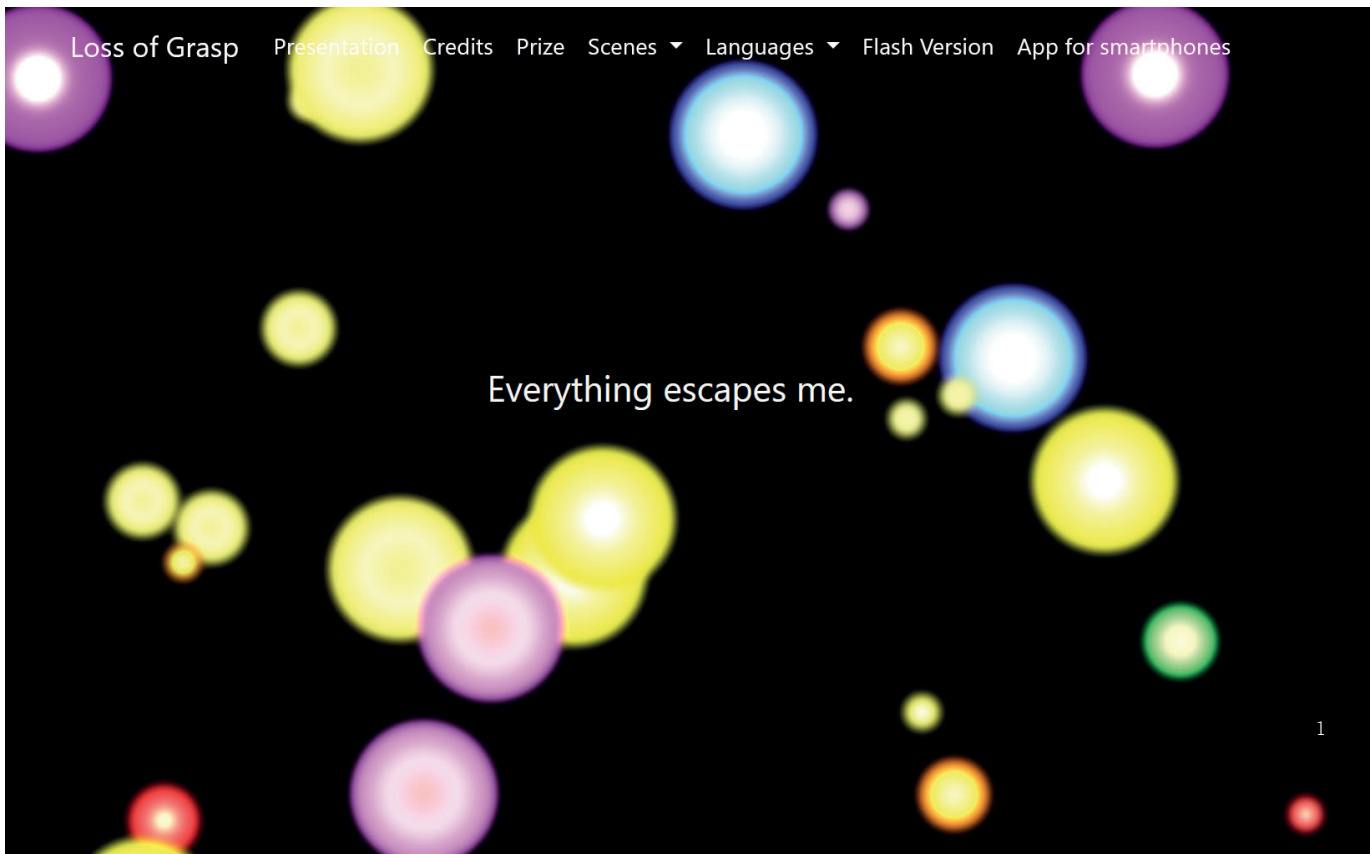 Loss of Grasp Presentation Credits Prize Scenes Languages Flash Version App for smartphones
Everything escapes me.
1